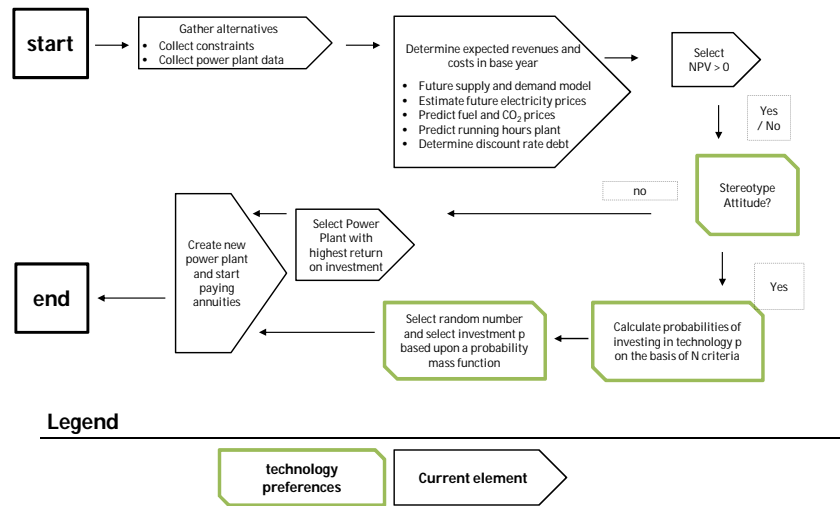 start
Gather alternatives
• Collect constraints
• Collect power plant data
Determine expected revenues and
costs in base year
• Future supply and demand model
• Estimate future electricity prices
• Predict fuel and CO2 prices
• Predict running hours plant
• Determine discount rate debt
Select
NPV > 0
Yes
/ No
Stereotype
Attitude?
no
Yes
Select Power
Plant with
highest return
on investment
Create new
power plant
and start
paying
annuities
end
Select random number
and select investment p
based upon a probability
mass function
Calculate probabilities of
investing in technology p
on the basis of N criteria
Legend
technology
preferences
Current element